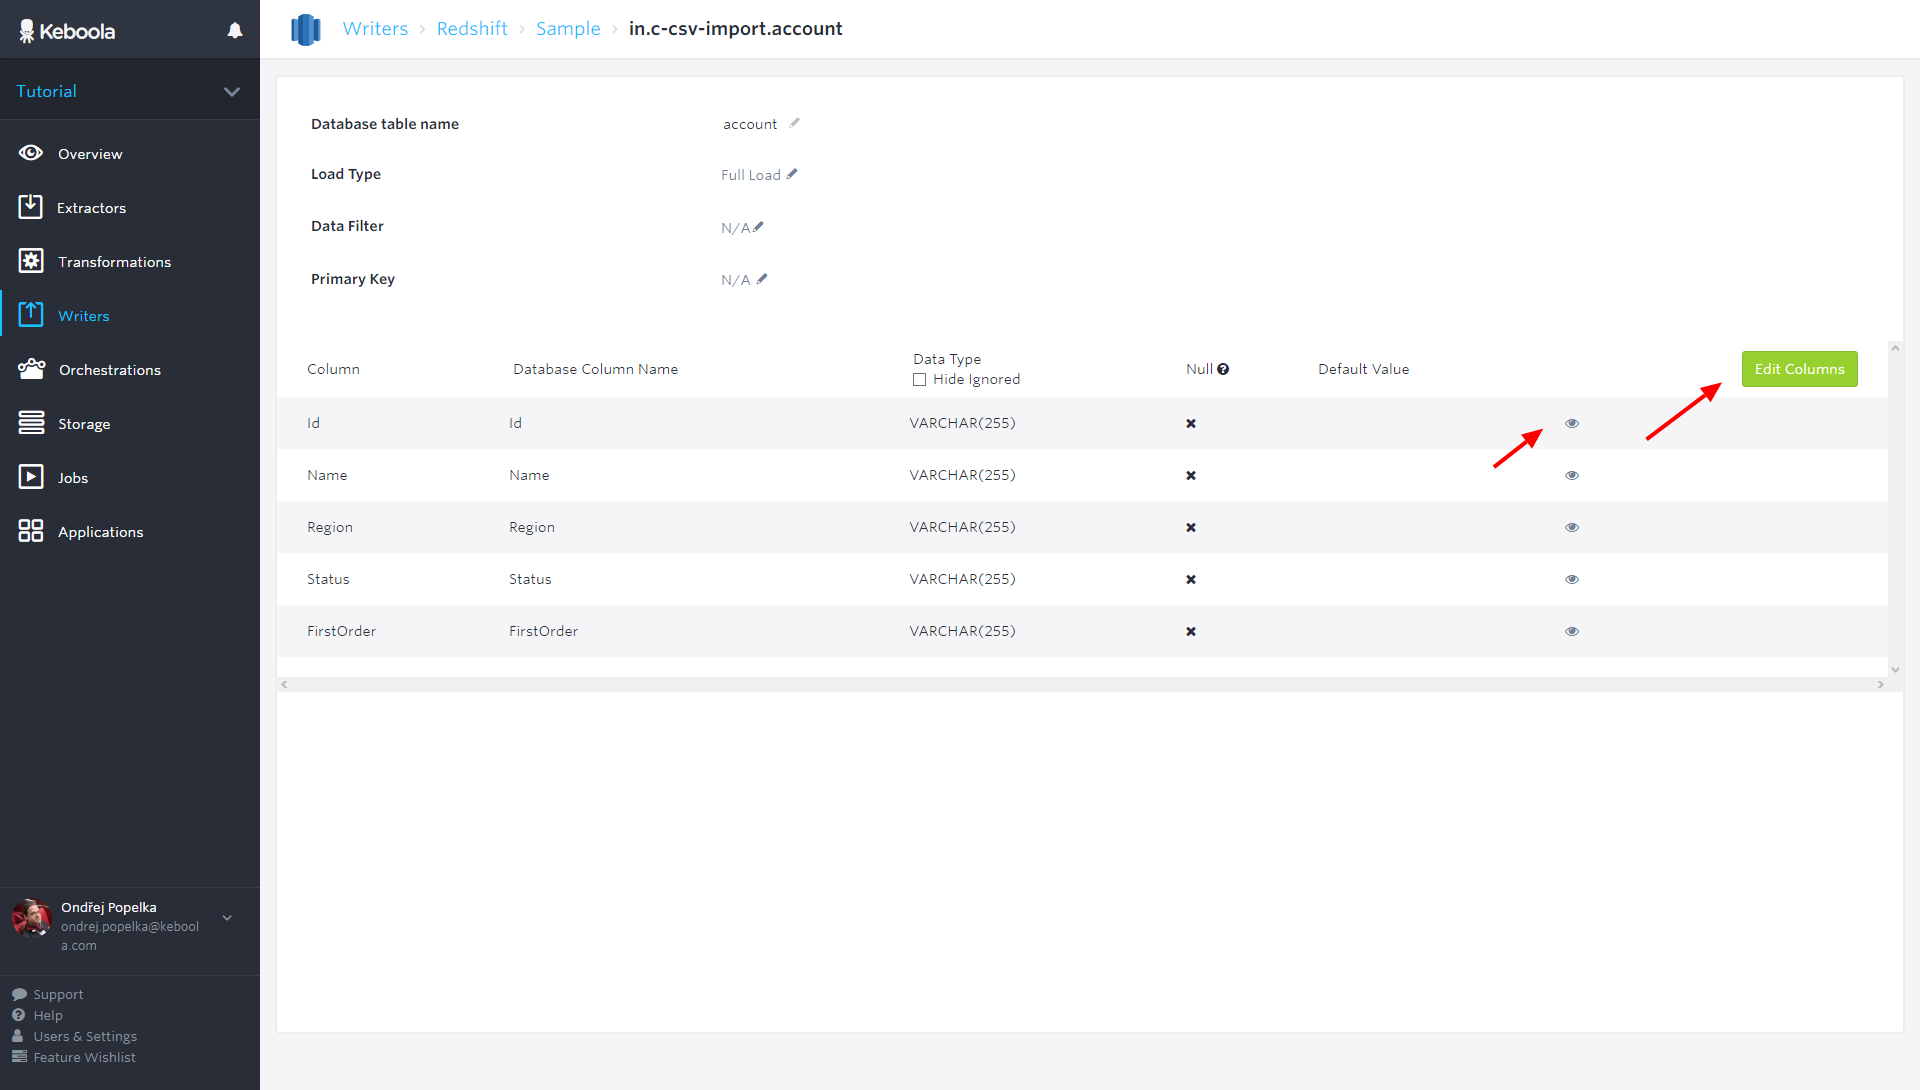 Keboola
Tutorial
Overview
Extractors
Transformations
Writers
Orchestrations
Storage
Jobs
Applications
Ondřej Popelka
ondrej.popelka@kebool
a.com
Support
Help
Users & Settings
Feature Wishlist
Writers › Redshift › Sample › in.c-csv-import.account
Database table name account
Load Type Full Load
Data Filter N/A
Primary Key N/A
Column Database Column Name Data Type Null Default Value Edit Columns
Hide Ignored
Id Id VARCHAR(255)
Name Name VARCHAR(255)
Region Region VARCHAR(255)
Status Status VARCHAR(255)
FirstOrder FirstOrder VARCHAR(255)